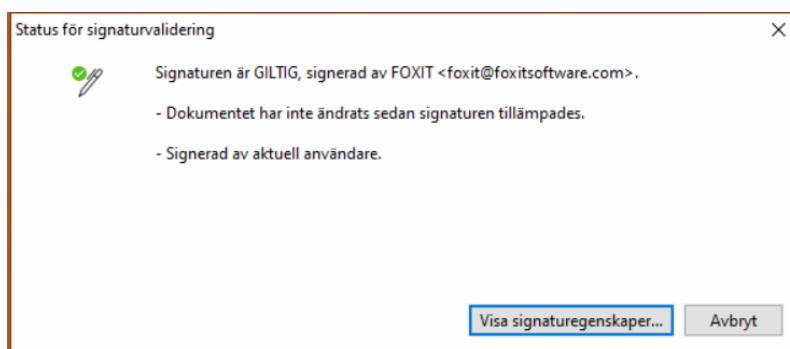 Status för signaturvalidering
Signaturen är GILTIG, signerad av FOXIT <foxit@foxitsoftware.com>.
- Dokumentet har inte ändrats sedan signaturen tillämpades.
- Signerad av aktuell användare.
Visa signaturegenskaper... Avbryt